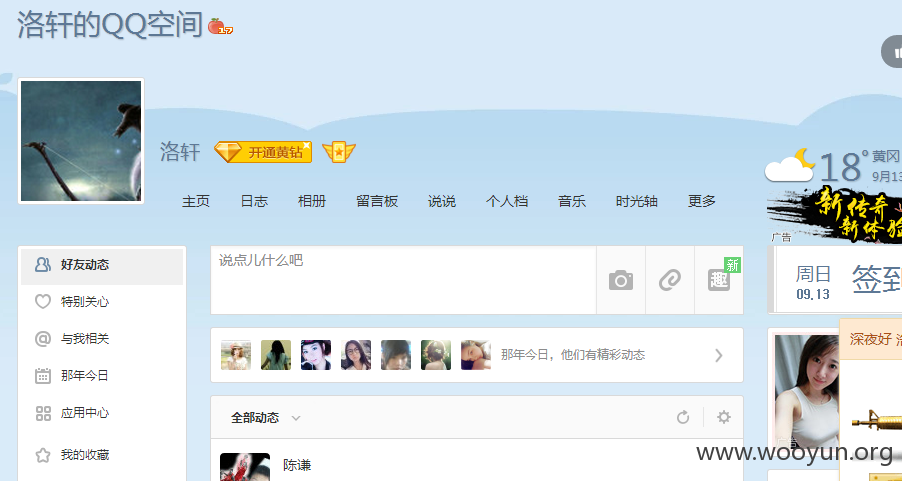 洛轩的QQ空间
17
洛轩
开通黄钻
主页 日志 相册 留言板 说说 个人档 音乐 时光轴 更多
18° 黄冈
9月13
新传奇
新体验
广告
好友动态
特别关心
与我相关
那年今日
应用中心
我的收藏
说点儿什么吧
趣
新
那年今日，他们有精彩动态
全部动态
陈谦
周日
09.13
签到
深夜好
www.wooyun.org